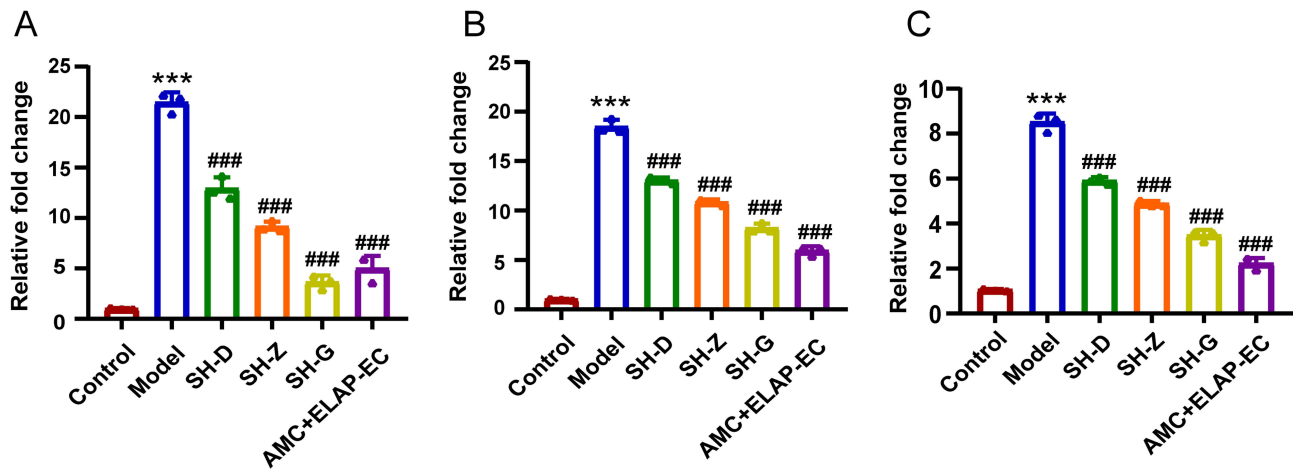 A
Relative fold change
25
20
15
10
5
0
***
###
###
###
###
Control
Model
SH-D
SH-Z
SH-G
AMC+ELAP-EC
B
Relative fold change
25
20
15
10
5
0
***
###
###
###
###
Control
Model
SH-D
SH-Z
SH-G
AMC+ELAP-EC
C
Relative fold change
10
8
6
4
2
0
***
###
###
###
###
Control
Model
SH-D
SH-Z
SH-G
AMC+ELAP-EC